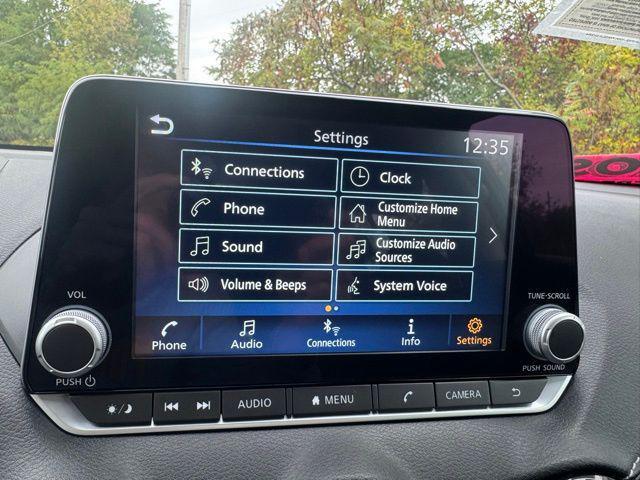 Settings
12:35
Connections
Clock
Phone
Customize Home
Menu
Sound
Customize Audio
Sources
Volume & Beeps
System Voice
Phone
Audio
Connections
Info
Settings
VOL
PUSH
TUNE·SCROLL
PUSH SOUND
AUDIO
MENU
CAMERA